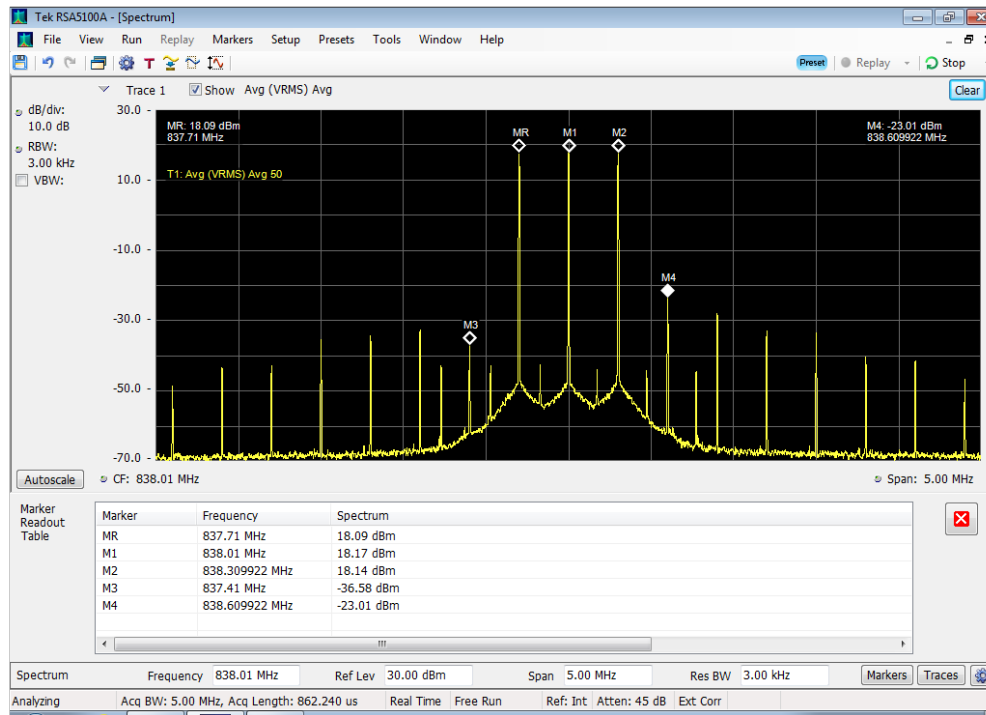 Tek RSA5100A - [Spectrum]
File View Run Replay Markers Setup Presets Tools Window Help
T Preset Replay Stop
Trace 1 Show Avg (VRMS) Avg Clear
dB/div:
10.0 dB
RBW:
3.00 kHz
VBW:
30.0
10.0
-10.0
-30.0
-50.0
-70.0
MR: 18.09 dBm
837.71 MHz
M4: -23.01 dBm
838.609922 MHz
T1: Avg (VRMS) Avg 50
MR M1 M2
M4
M3
Autoscale CF: 838.01 MHz Span: 5.00 MHz
Marker
Readout
Table
Marker Frequency Spectrum
MR 837.71 MHz 18.09 dBm
M1 838.01 MHz 18.17 dBm
M2 838.309922 MHz 18.14 dBm
M3 837.41 MHz -36.58 dBm
M4 838.609922 MHz -23.01 dBm
Spectrum Frequency 838.01 MHz Ref Lev 30.00 dBm Span 5.00 MHz Res BW 3.00 kHz Markers Traces
Analyzing Acq BW: 5.00 MHz, Acq Length: 862.240 us Real Time Free Run Ref: Int Atten: 45 dB Ext Corr